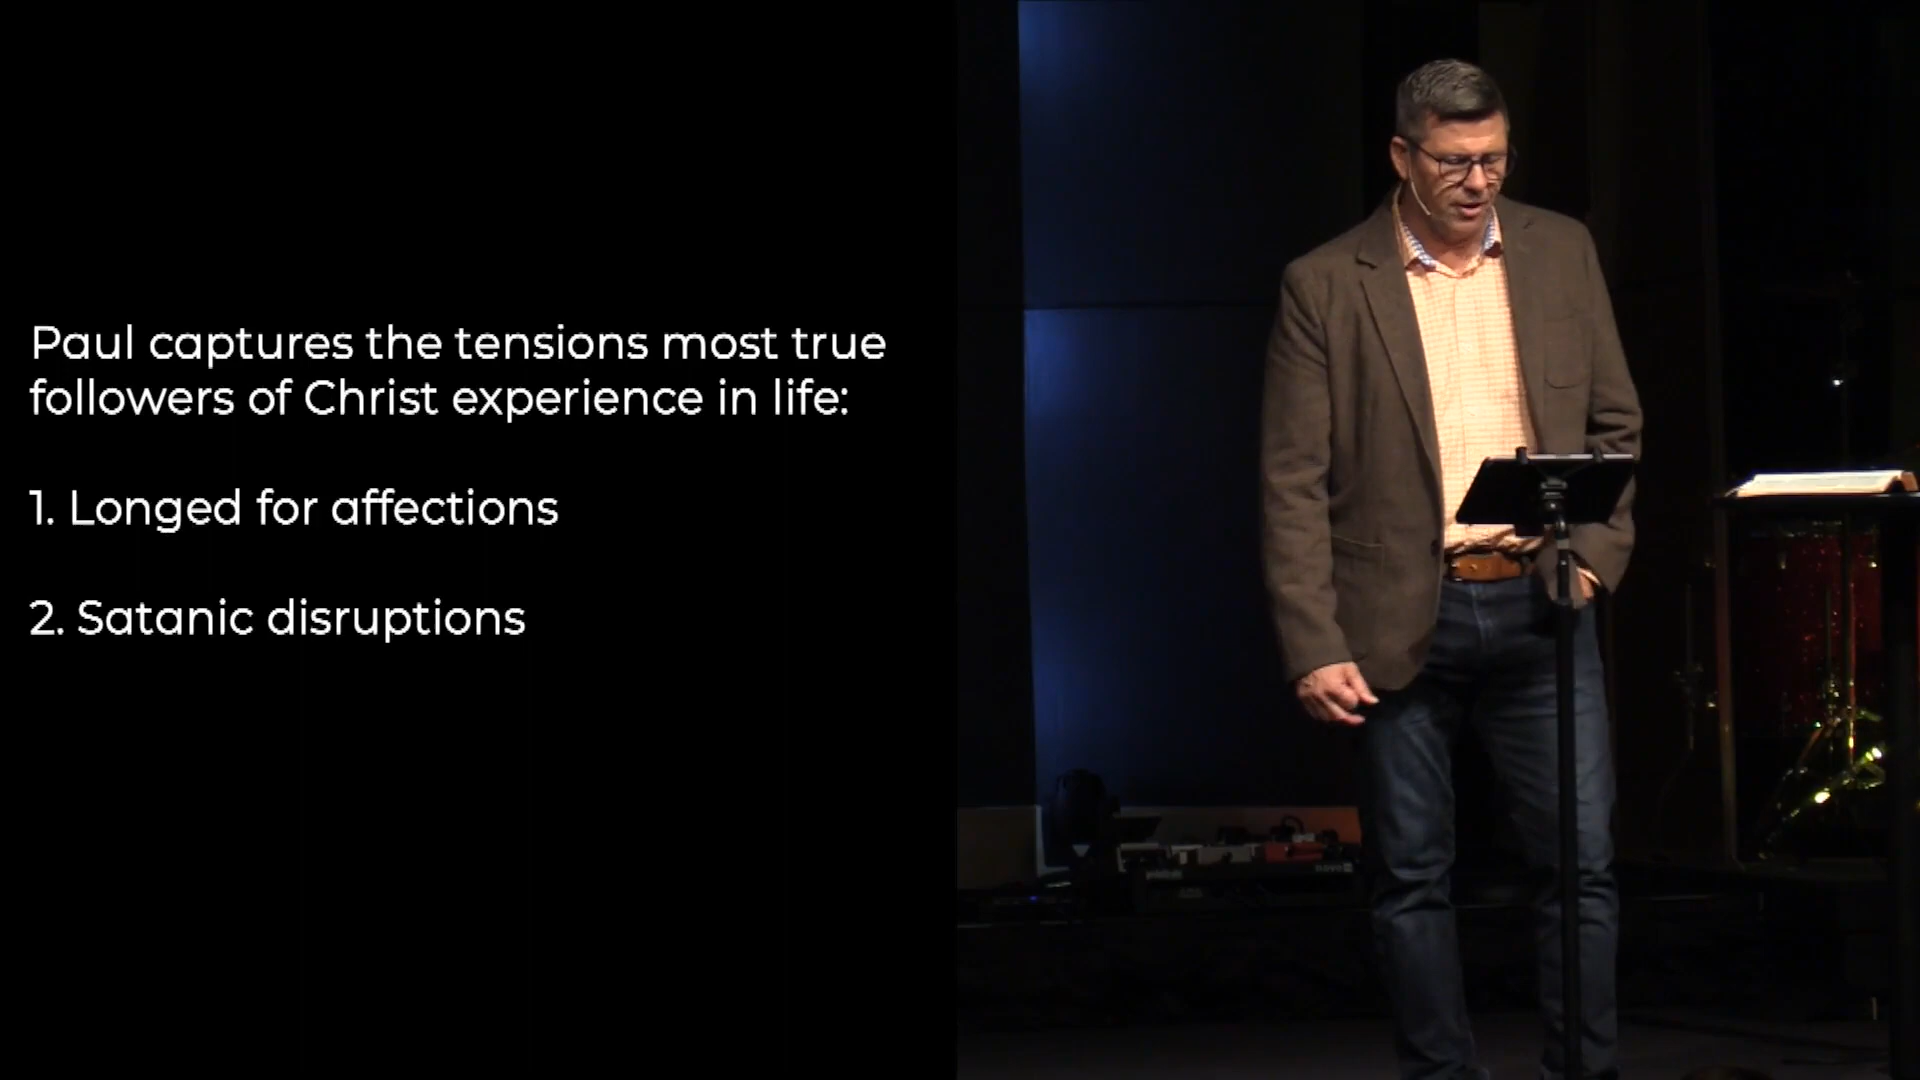 Paul captures the tensions most true
followers of Christ experience in life:
1. Longed for affections
2. Satanic disruptions